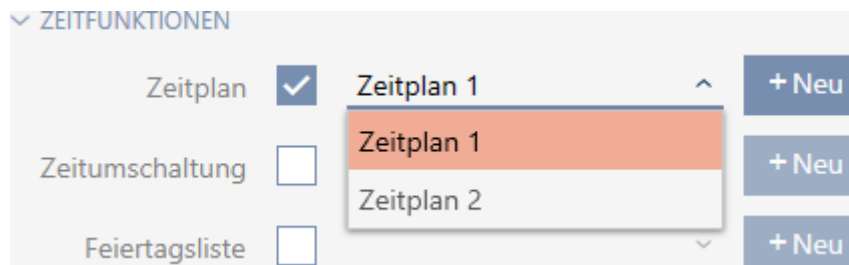 ZEITFUNKTIONEN
Zeitplan Zeitplan 1 + Neu
Zeitplan 1
Zeitumschaltung + Neu
Zeitplan 2
Feiertagsliste + Neu